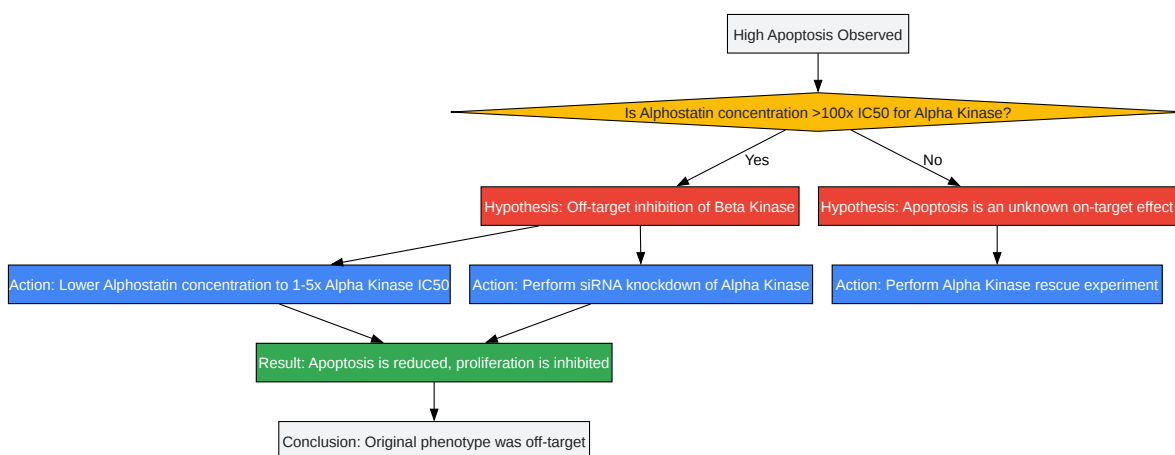 High Apoptosis Observed
Is Alphostatin concentration >100x IC50 for Alpha Kinase?
Yes
No
Hypothesis: Off-target inhibition of Beta Kinase
Hypothesis: Apoptosis is an unknown on-target effect
Action: Lower Alphostatin concentration to 1-5x Alpha Kinase IC50
Action: Perform siRNA knockdown of Alpha Kinase
Action: Perform Alpha Kinase rescue experiment
Result: Apoptosis is reduced, proliferation is inhibited
Conclusion: Original phenotype was off-target